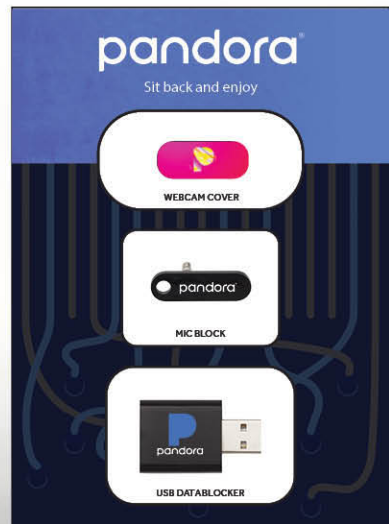 pandora®
Sit back and enjoy
P
WEBCAM COVER
pandora
MIC BLOCK
P
pandora
USB DATABLOCKER